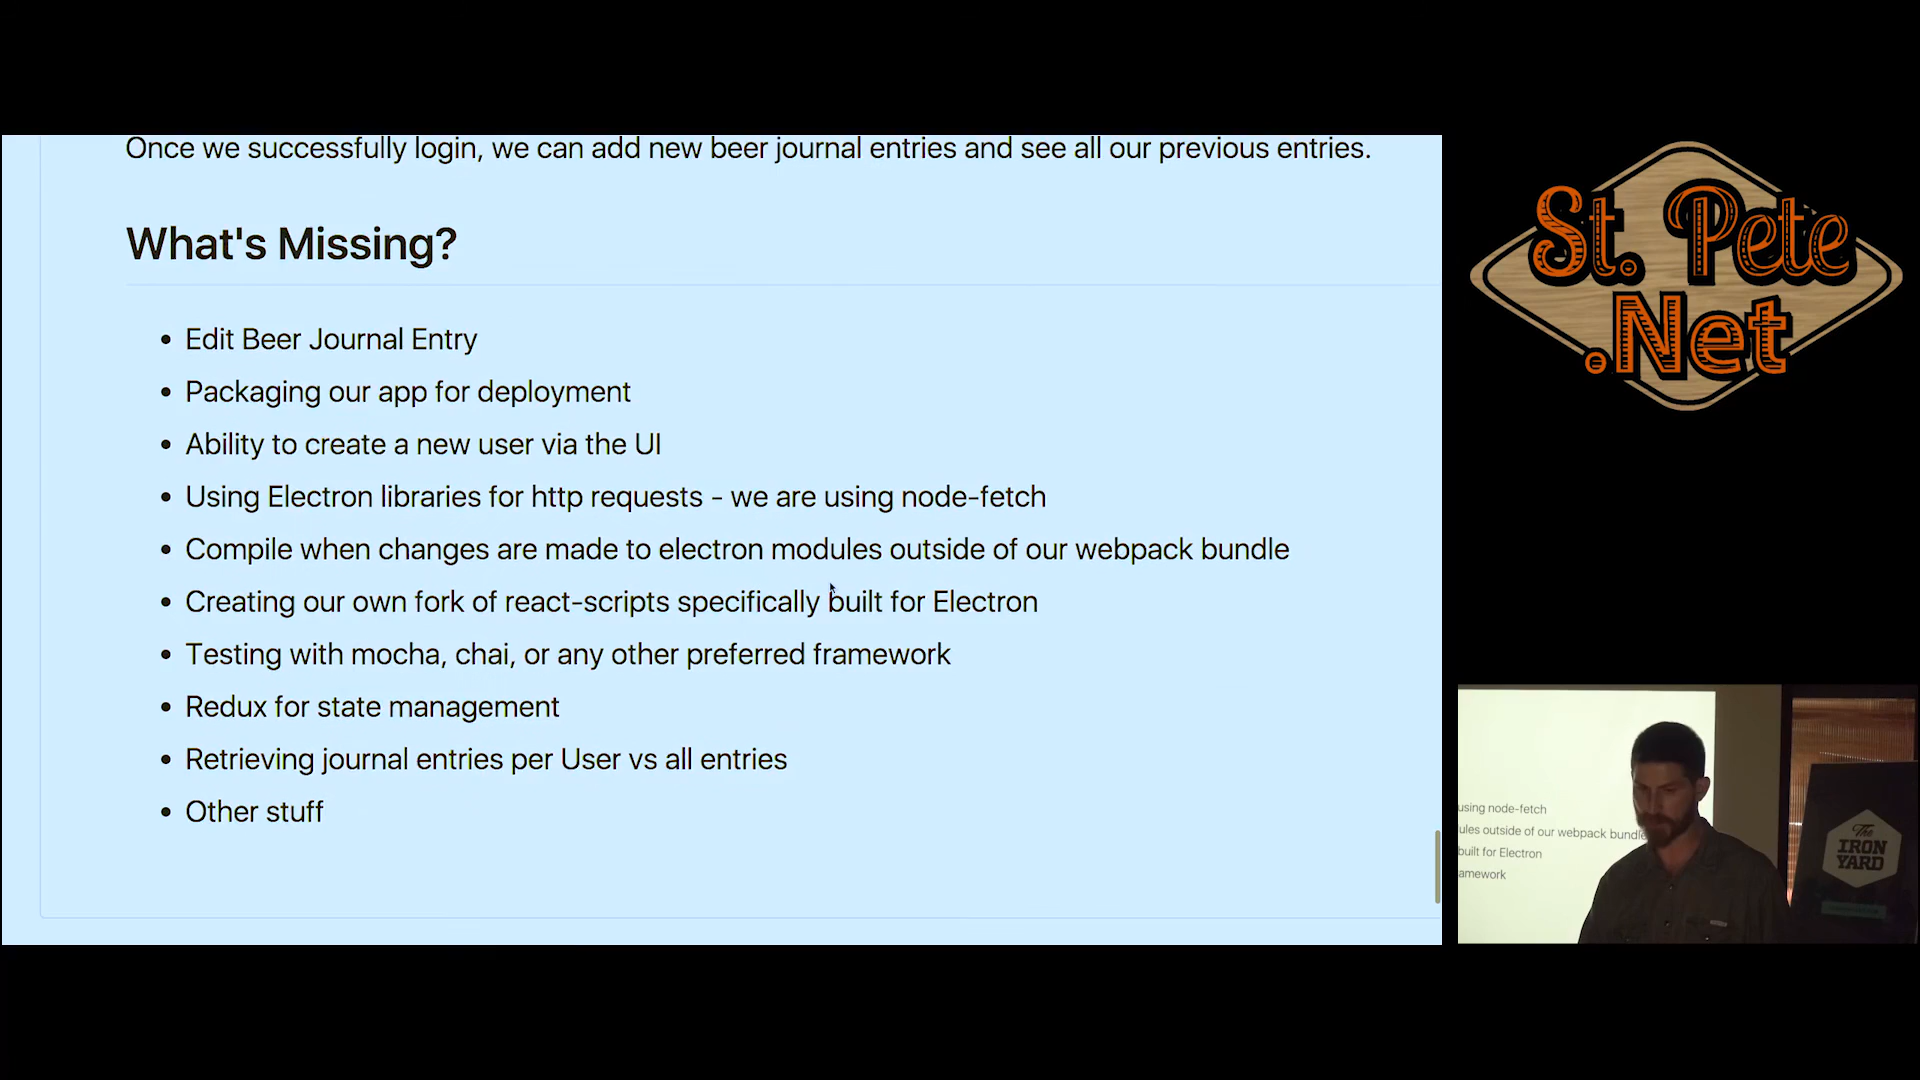 Once we successfully login, we can add new beer journal entries and see all our previous entries.
What's Missing?
Edit Beer Journal Entry
Packaging our app for deployment
Ability to create a new user via the UI
Using Electron libraries for http requests - we are using node-fetch
Compile when changes are made to electron modules outside of our webpack bundle
Creating our own fork of react-scripts specifically built for Electron
Testing with mocha, chai, or any other preferred framework
Redux for state management
Retrieving journal entries per User vs all entries
Other stuff
St. Pete
.Net
using node-fetch
ules outside of our webpack bundle
built for Electron
amework
The
IRON
YARD